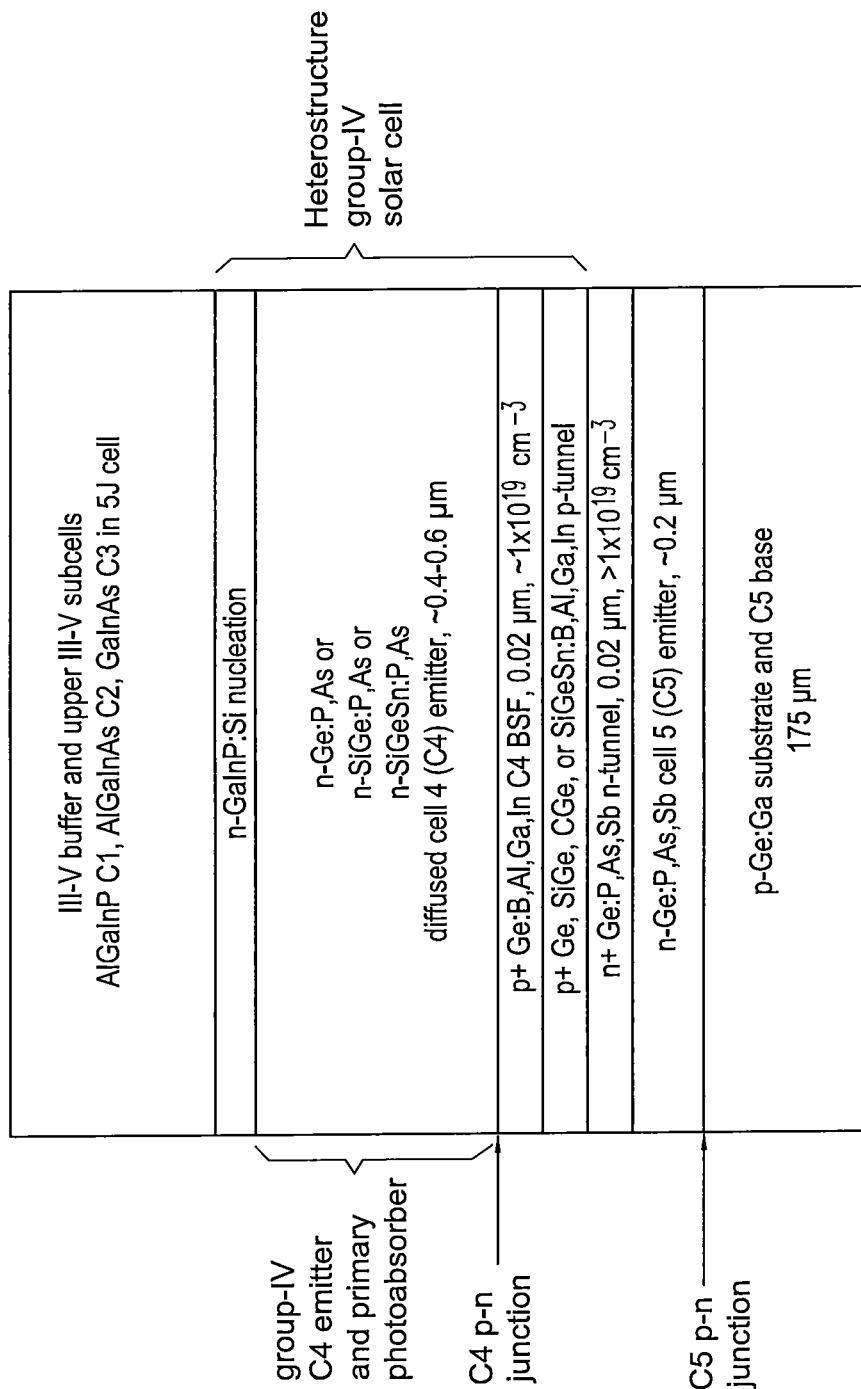 III-V buffer and upper III-V subcells
AlGaInP C1, AlGaInAs C2, GaInAs C3 in 5J cell
n-GaInP:Si nucleation
n-Ge:P,As or
n-SiGe:P,As or
n-SiGeSn:P,As
diffused cell 4 (C4) emitter, ~0.4-0.6 µm
p+ Ge:B,Al,Ga,In C4 BSF, 0.02 µm, ~1x10¹⁹ cm⁻³
p+ Ge, SiGe, CGe, or SiGeSn:B,Al,Ga,In p-tunnel
n+ Ge:P,As,Sb n-tunnel, 0.02 µm, >1x10¹⁹ cm⁻³
n-Ge:P,As,Sb cell 5 (C5) emitter, ~0.2 µm
p-Ge:Ga substrate and C5 base
175 µm
group-IV
C4 emitter
and primary
photoabsorber
C4 p-n
junction
C5 p-n
junction
Heterostructure
group-IV
solar cell